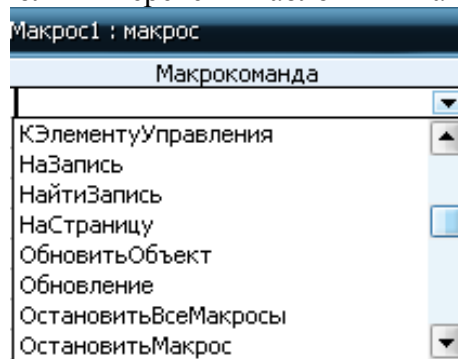 Макрос1 : макрос
Макрокоманда
КЭлементуУправления
НаЗапись
НайтиЗапись
НаСтраницу
ОбновитьОбъект
Обновление
ОстановитьВсеМакросы
ОстановитьМакрос